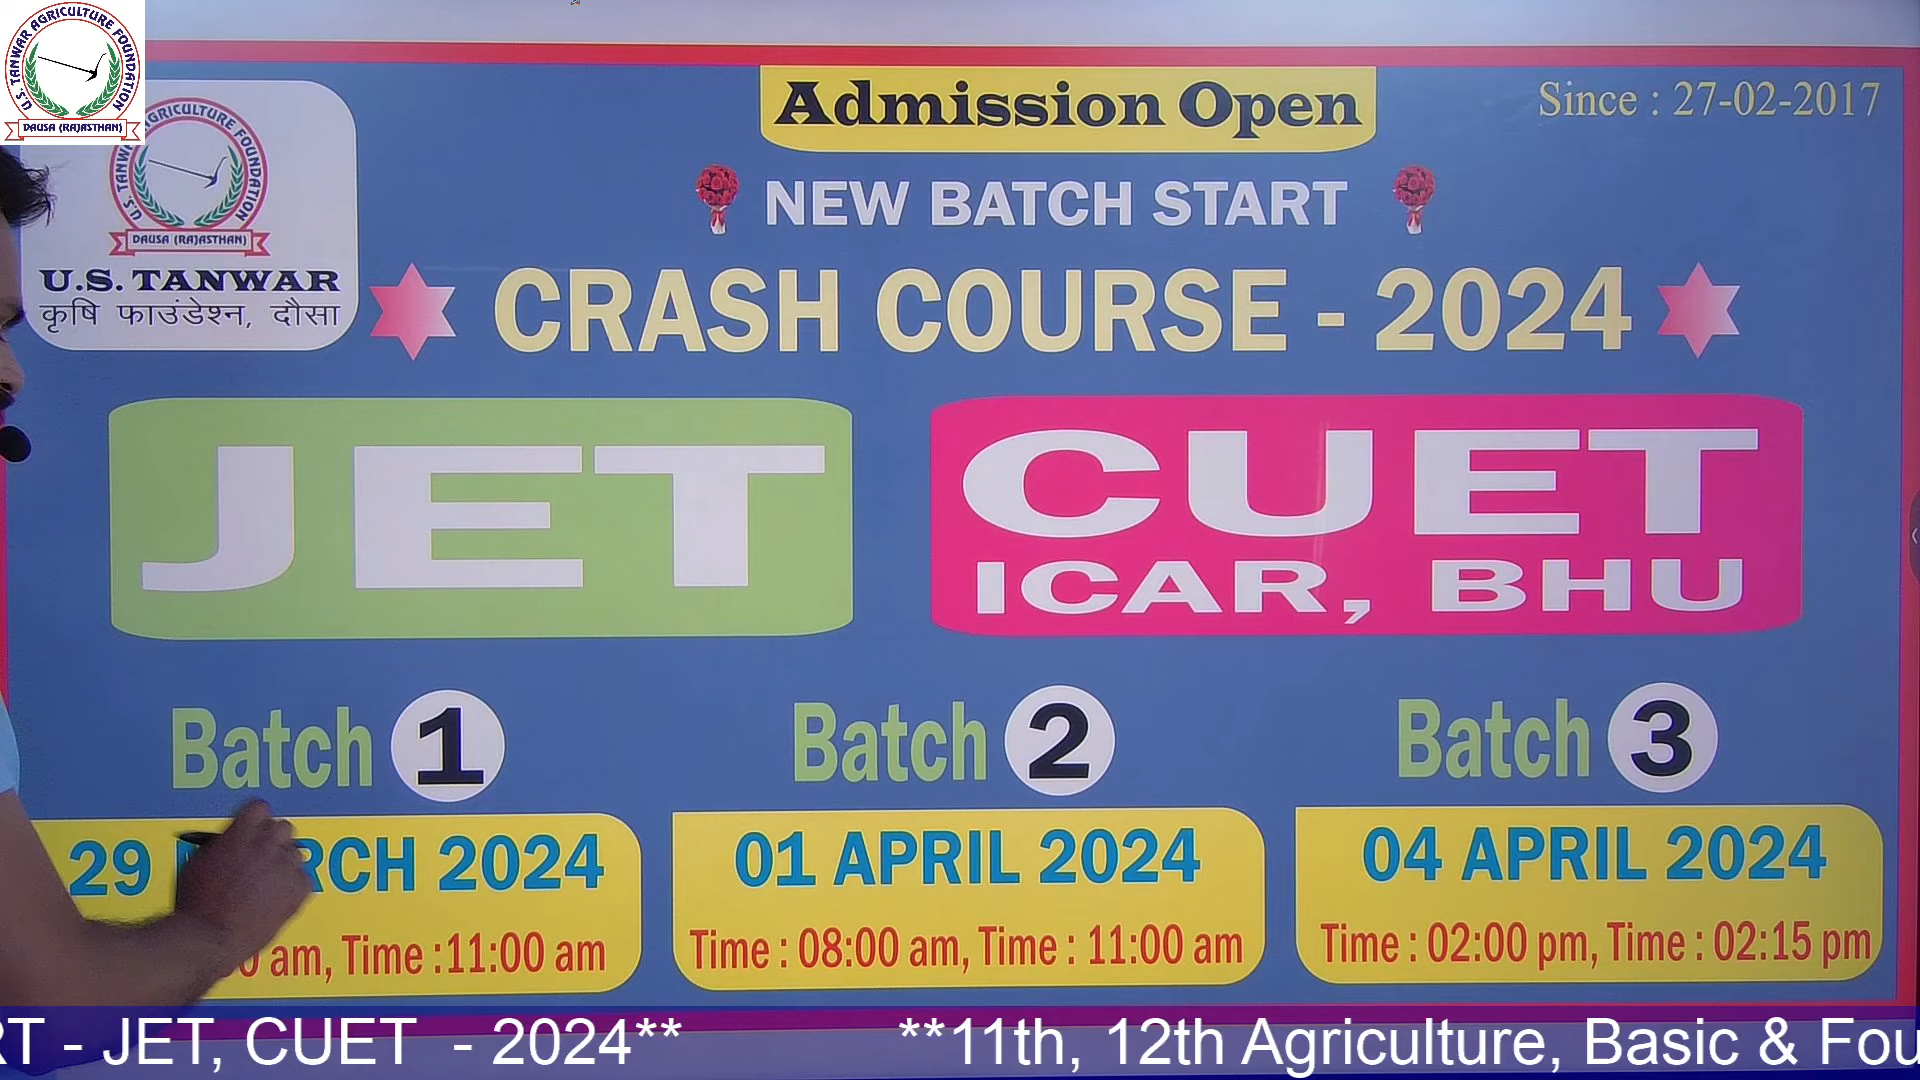 U.S. TANWAR AGRICULTURE FOUNDATION
DAUSA (RAJASTHAN)
U.S. TANWAR AGRICULTURE FOUNDATION
DAUSA (RAJASTHAN)
U.S. TANWAR
कृषि फाउंडेश्न, दौसा
Admission Open
Since : 27-02-2017
NEW BATCH START
CRASH COURSE - 2024
JET
CUET
ICAR, BHU
Batch 1
Batch 2
Batch 3
29 MARCH 2024
01 APRIL 2024
04 APRIL 2024
am, Time :11:00 am
Time : 08:00 am, Time : 11:00 am
Time : 02:00 pm, Time : 02:15 pm
RT - JET, CUET - 2024** **11th, 12th Agriculture, Basic & Fou